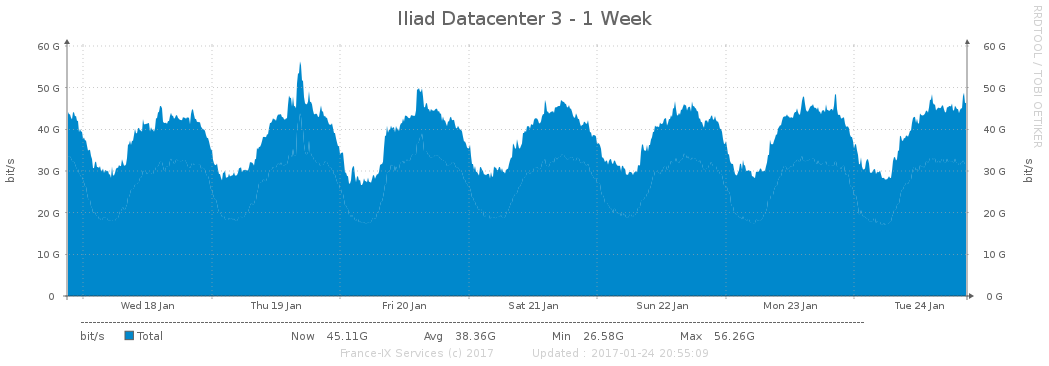 Iliad Datacenter 3 - 1 Week
RRDTOOL / TOBI OETIKER
60 G 60 G
50 G 50 G
40 G 40 G
30 G 30 G
20 G 20 G
10 G 10 G
0 0 G
bit/s bit/s
Wed 18 Jan Thu 19 Jan Fri 20 Jan Sat 21 Jan Sun 22 Jan Mon 23 Jan Tue 24 Jan
bit/s Total Now 45.11G Avg 38.36G Min 26.58G Max 56.26G
France-IX Services (c) 2017 Updated : 2017-01-24 20:55:09